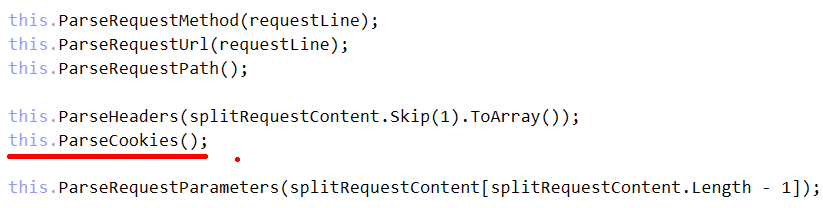 this.ParseRequestMethod(requestLine);
this.ParseRequestUrl(requestLine);
this.ParseRequestPath();
this.ParseHeaders(splitRequestContent.Skip(1).ToArray());
this.ParseCookies();
this.ParseRequestParameters(splitRequestContent[splitRequestContent.Length - 1]);